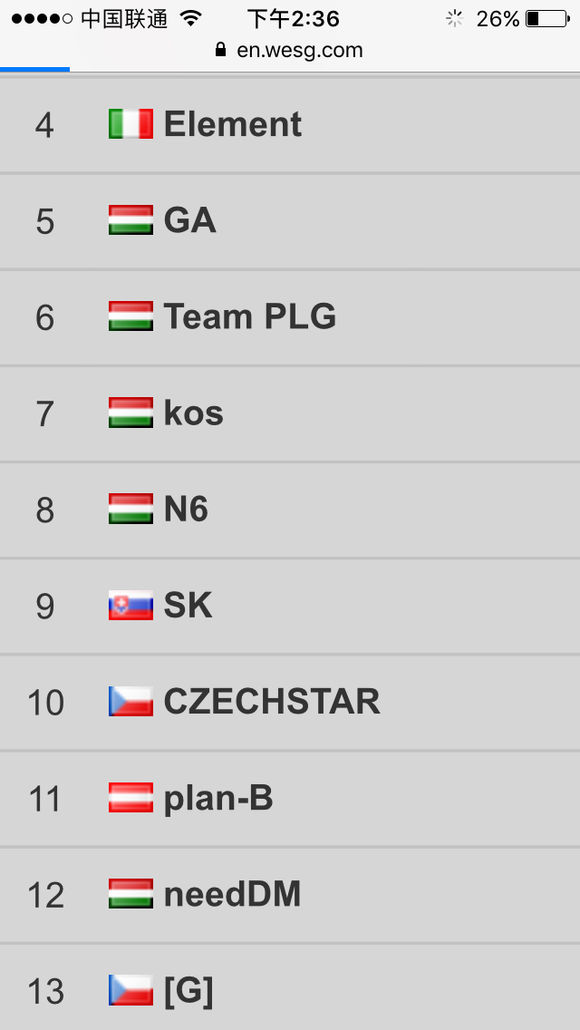 中国联通 下午2:36 26%
en.wesg.com
4 Element
5 GA
6 Team PLG
7 kos
8 N6
9 SK
10 CZECHSTAR
11 plan-B
12 needDM
13 [G]